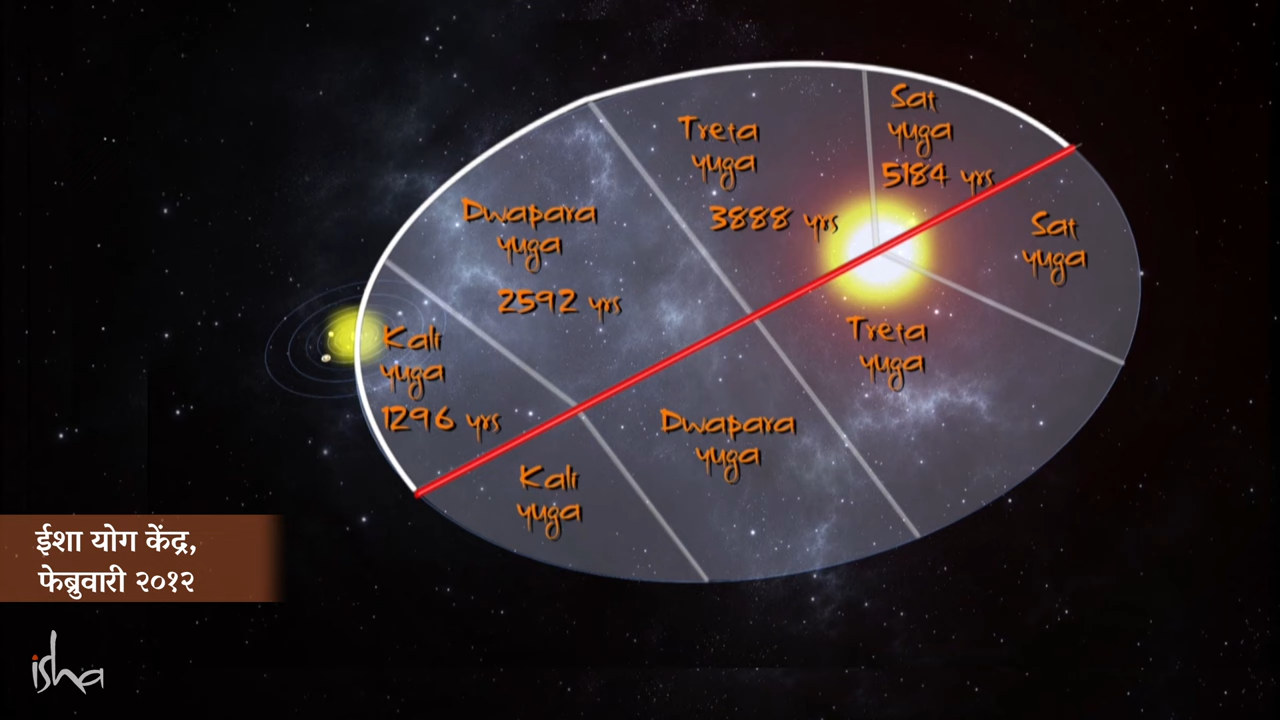 Sat
yuga
5184 yrs
Treta
yuga
3888 yrs
Dwapara
yuga
2592 yrs
Kali
yuga
1296 yrs
Sat
yuga
Treta
yuga
Dwapara
yuga
Kali
yuga
ईशा योग केंद्र,
फेब्रुवारी २०१२
isha